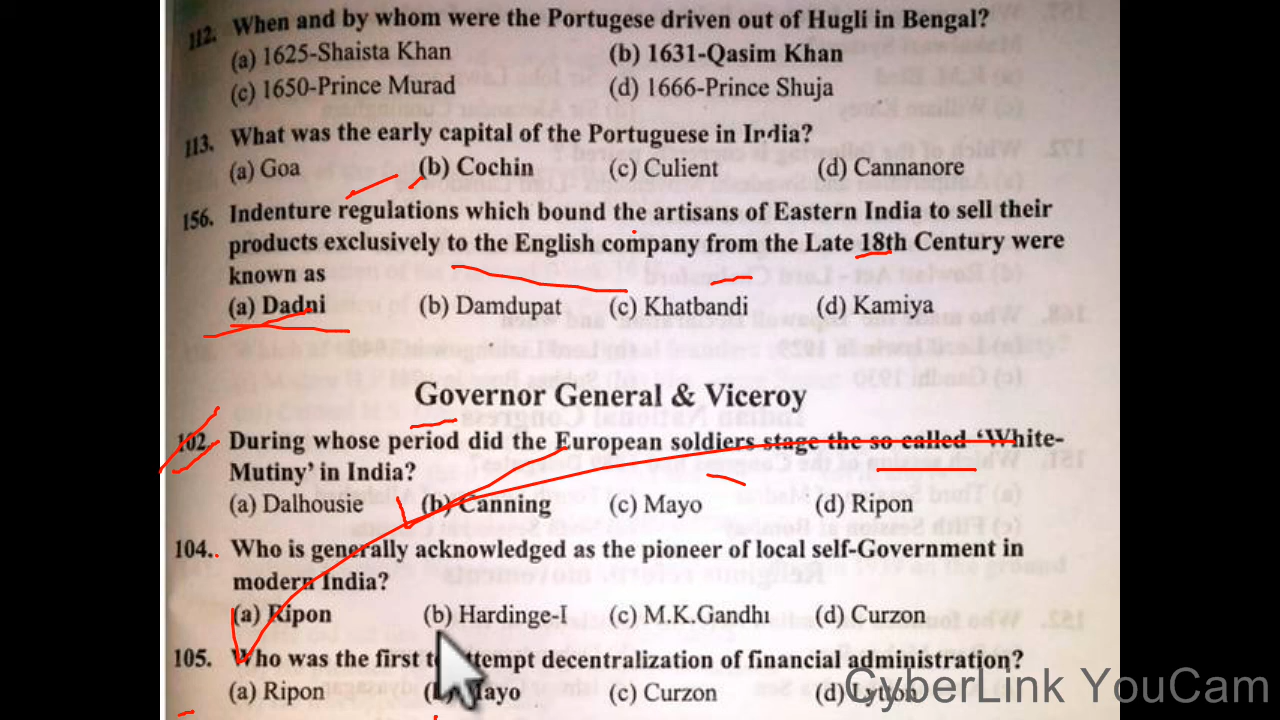 112. When and by whom were the Portugese driven out of Hugli in Bengal?
(a) 1625-Shaista Khan (b) 1631-Qasim Khan
(c) 1650-Prince Murad (d) 1666-Prince Shuja
113. What was the early capital of the Portuguese in India?
(a) Goa (b) Cochin (c) Culient (d) Cannanore
156. Indenture regulations which bound the artisans of Eastern India to sell their
products exclusively to the English company from the Late 18th Century were
known as
(a) Dadni (b) Damdupat (c) Khatbandi (d) Kamiya
Governor General & Viceroy
102. During whose period did the European soldiers stage the so called ‘White-
Mutiny’ in India?
(a) Dalhousie (b) Canning (c) Mayo (d) Ripon
104.. Who is generally acknowledged as the pioneer of local self-Government in
modern India?
(a) Ripon (b) Hardinge-I (c) M.K.Gandhi (d) Curzon
105. Who was the first to attempt decentralization of financial administration?
(a) Ripon (b) Mayo (c) Curzon (d) Lytton
CyberLink YouCam